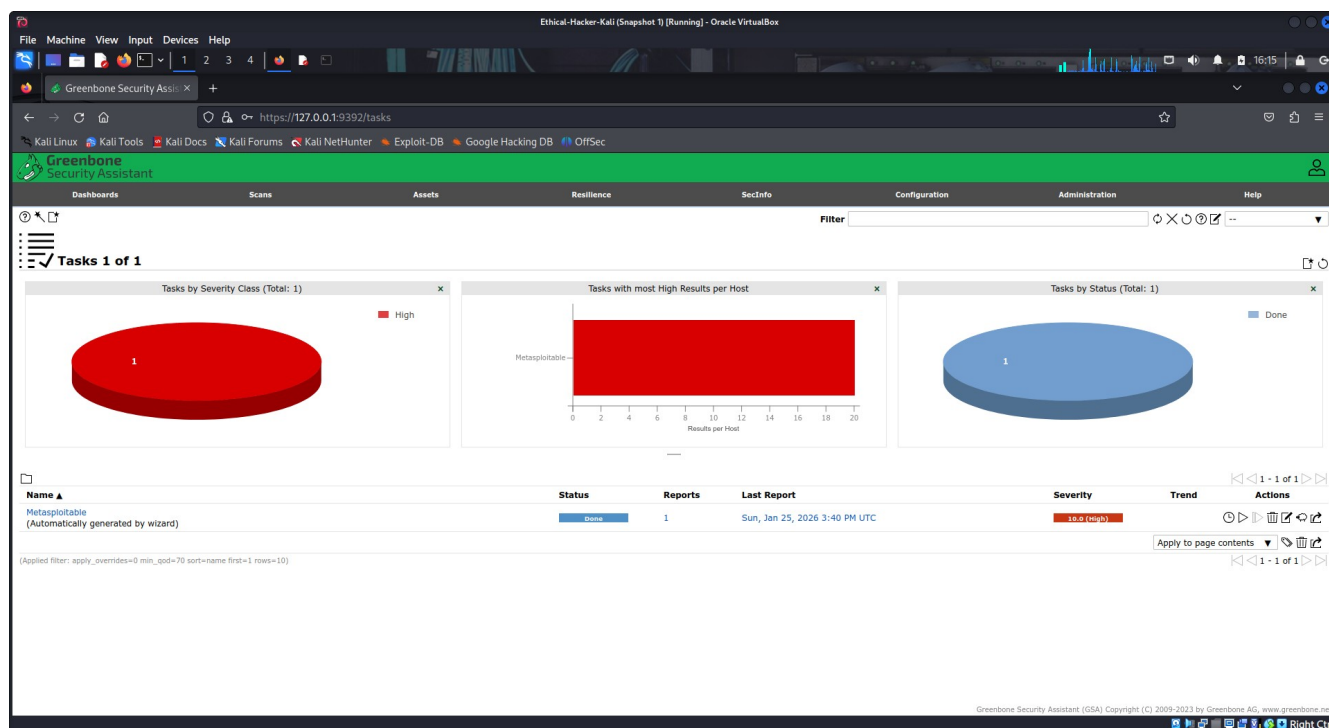 Ethical-Hacker-Kali (Snapshot 1) [Running] - Oracle VirtualBox
File Machine View Input Devices Help
1 2 3 4 16:15
Greenbone Security Assis
https://127.0.0.1:9392/tasks
Kali Linux Kali Tools Kali Docs Kali Forums Kali NetHunter Exploit-DB Google Hacking DB OffSec
Greenbone
Security Assistant
Dashboards Scans Assets Resilience SecInfo Configuration Administration Help
Filter --
Tasks 1 of 1
Tasks by Severity Class (Total: 1) Tasks with most High Results per Host Tasks by Status (Total: 1)
High Done
1 Metasploitable 1
0 2 4 6 8 10 12 14 16 18 20
Results per Host
1 - 1 of 1
Name Status Reports Last Report Severity Trend Actions
Metasploitable
(Automatically generated by wizard) Done 1 Sun, Jan 25, 2026 3:40 PM UTC 10.0 (High)
Apply to page contents
(Applied filter: apply_overrides=0 min_qod=70 sort=name first=1 rows=10) 1 - 1 of 1
Greenbone Security Assistant (GSA) Copyright (C) 2009-2023 by Greenbone AG, www.greenbone.ne
Right Ct